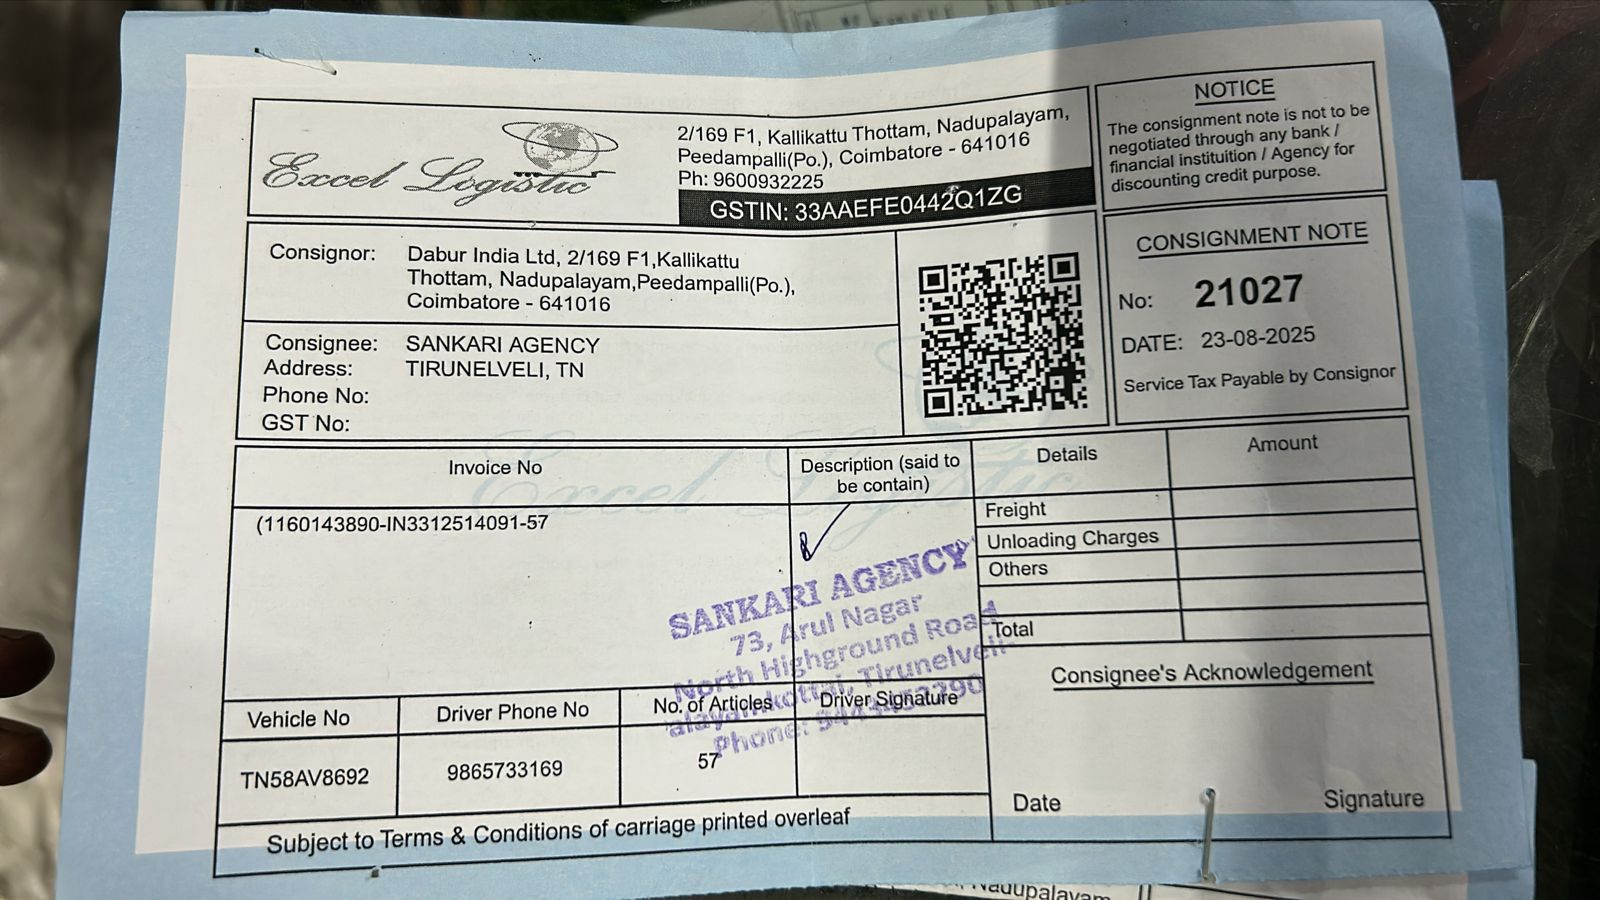 Excel Logistic
2/169 F1, Kallikattu Thottam, Nadupalayam,
Peedampalli(Po.), Coimbatore - 641016
Ph: 9600932225
GSTIN: 33AAEFE0442Q1ZG
NOTICE
The consignment note is not to be
negotiated through any bank /
financial instituition / Agency for
discounting credit purpose.
Consignor: Dabur India Ltd, 2/169 F1,Kallikattu
Thottam, Nadupalayam,Peedampalli(Po.),
Coimbatore - 641016
CONSIGNMENT NOTE
No: 21027
DATE: 23-08-2025
Service Tax Payable by Consignor
Consignee: SANKARI AGENCY
Address: TIRUNELVELI, TN
Phone No:
GST No:
Invoice No
Description (said to
be contain)
Details
Amount
(1160143890-IN3312514091-57
Freight
Unloading Charges
Others
Total
Excel Logistic
SANKARI AGENCY
73, Arul Nagar
North Highground Road
Tirunelveli
Phone:
Vehicle No
Driver Phone No
No. of Articles
Driver Signature
TN58AV8692
9865733169
57
Consignee's Acknowledgement
Date
Signature
Subject to Terms & Conditions of carriage printed overleaf
Nadupalayam